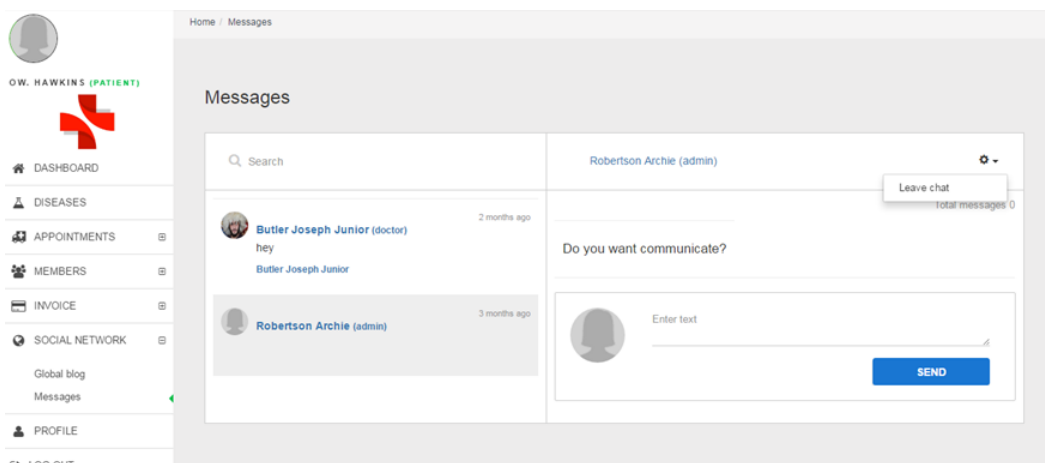 Home / Messages
OW. HAWKINS (PATIENT)
DASHBOARD
DISEASES
APPOINTMENTS
MEMBERS
INVOICE
SOCIAL NETWORK
Global blog
Messages
PROFILE
Messages
Search
2 months ago
Butler Joseph Junior (doctor)
hey
Butler Joseph Junior
3 months ago
Robertson Archie (admin)
Robertson Archie (admin)
Leave chat
Total messages 0
Do you want communicate?
Enter text
SEND